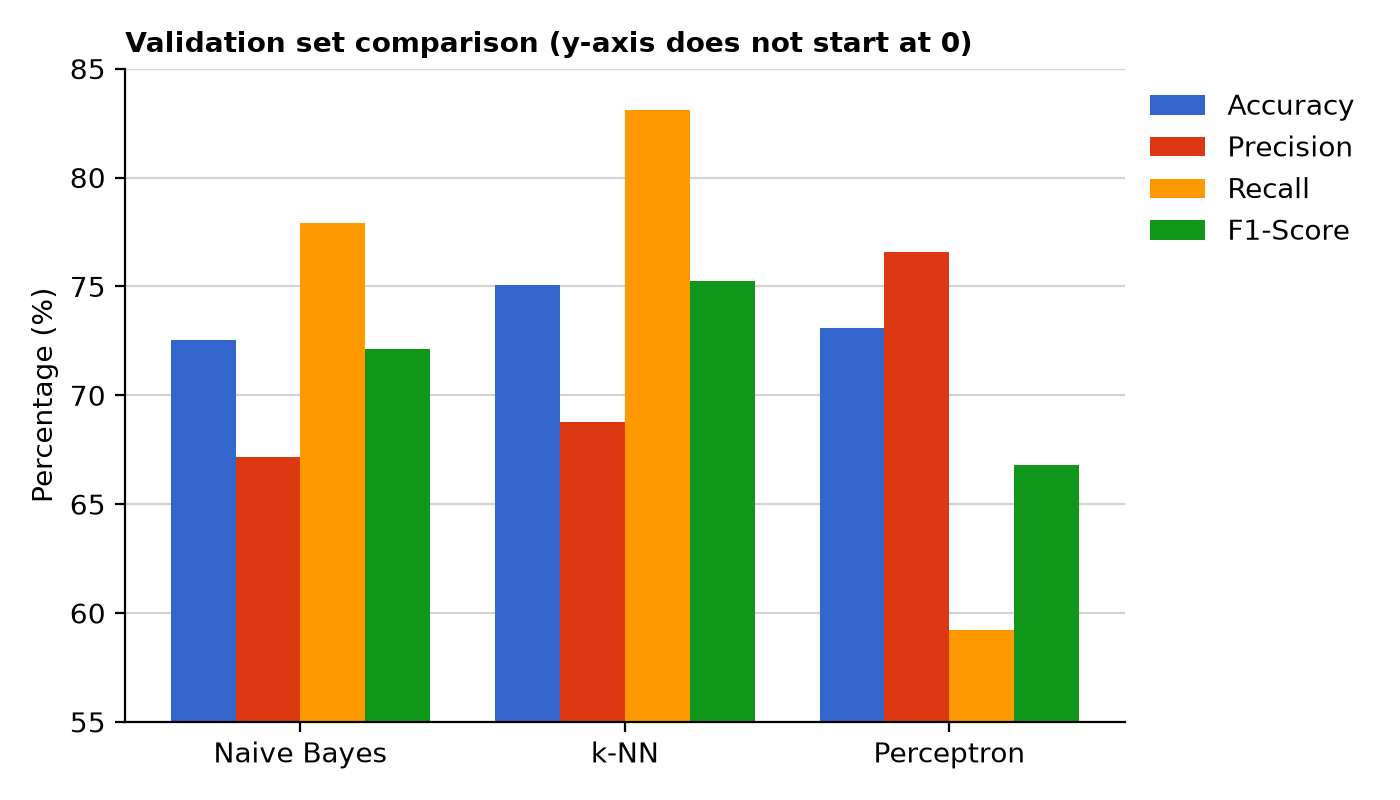 Validation set comparison (y-axis does not start at 0)
85
80
75
70
65
60
55
Percentage (%)
Naive Bayes
k-NN
Perceptron
Accuracy
Precision
Recall
F1-Score